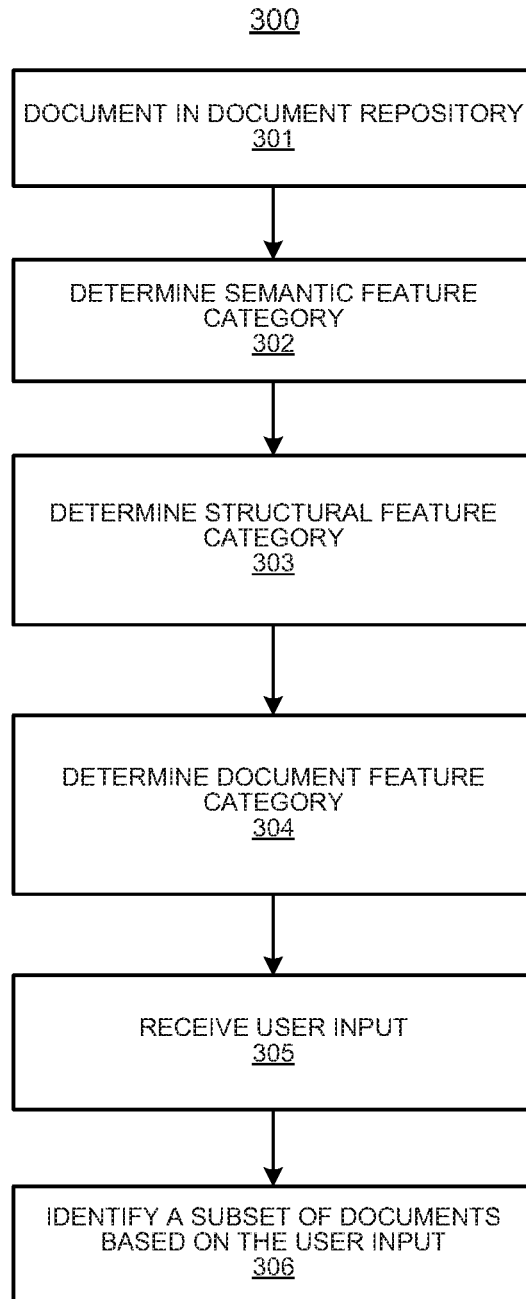 300
DOCUMENT IN DOCUMENT REPOSITORY
301
DETERMINE SEMANTIC FEATURE
CATEGORY
302
DETERMINE STRUCTURAL FEATURE
CATEGORY
303
DETERMINE DOCUMENT FEATURE
CATEGORY
304
RECEIVE USER INPUT
305
IDENTIFY A SUBSET OF DOCUMENTS
BASED ON THE USER INPUT
306